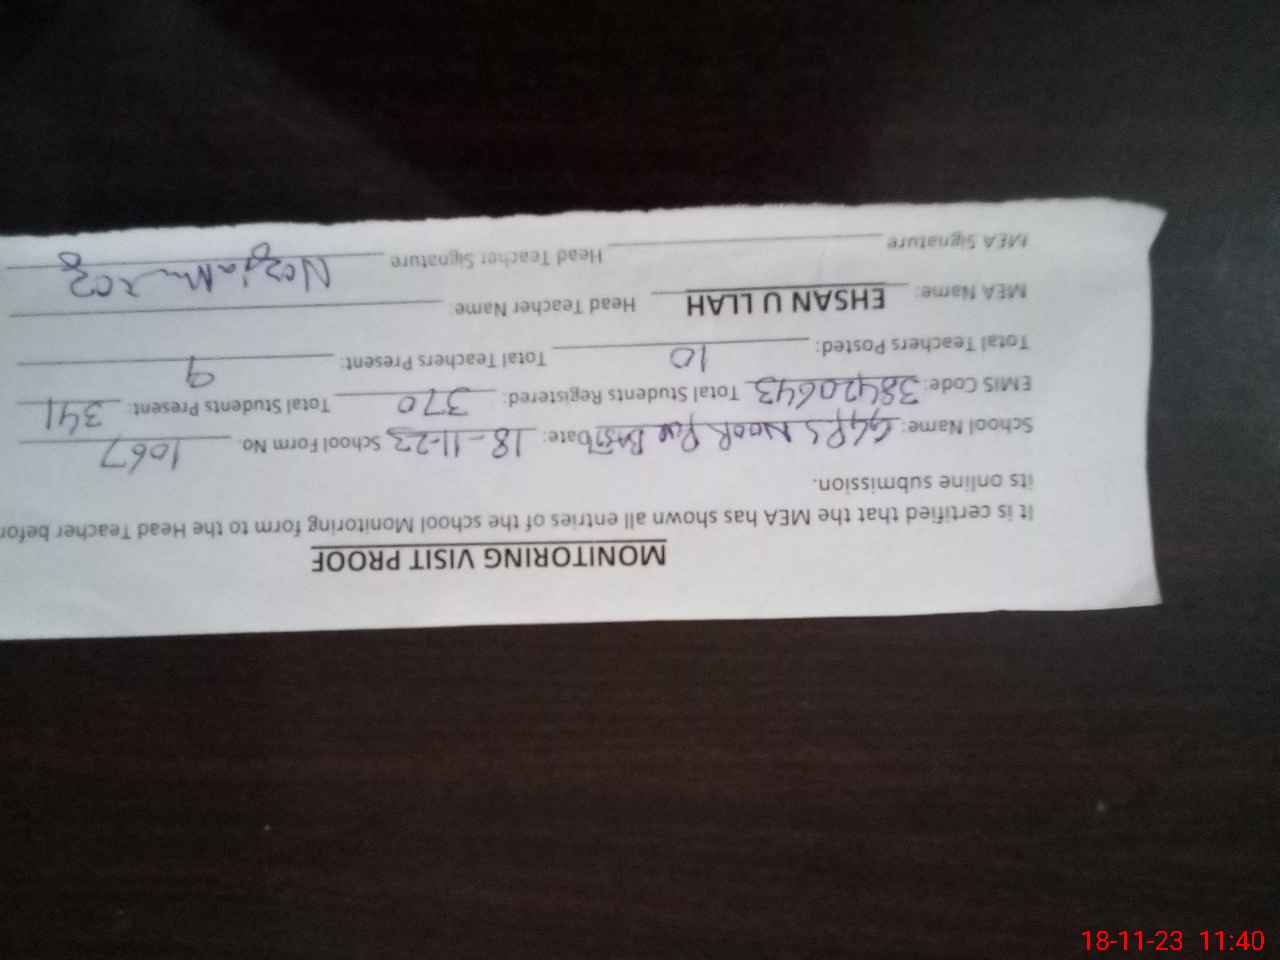 MONITORING VISIT PROOF
It is certified that the MEA has shown all entries of the school Monitoring form to the Head Teacher befor
its online submission.
School Name: GGPS NOOR PUR Date: 18-11-23 School Form No. 1067
EMIS Code: 38420643 Total Students Registered: 370 Total Students Present: 341
Total Teachers Posted: 10 Total Teachers Present: 9
MEA Name: EHSAN U LLAH Head Teacher Name:
MEA Signature Head Teacher Signature
18-11-23 11:40